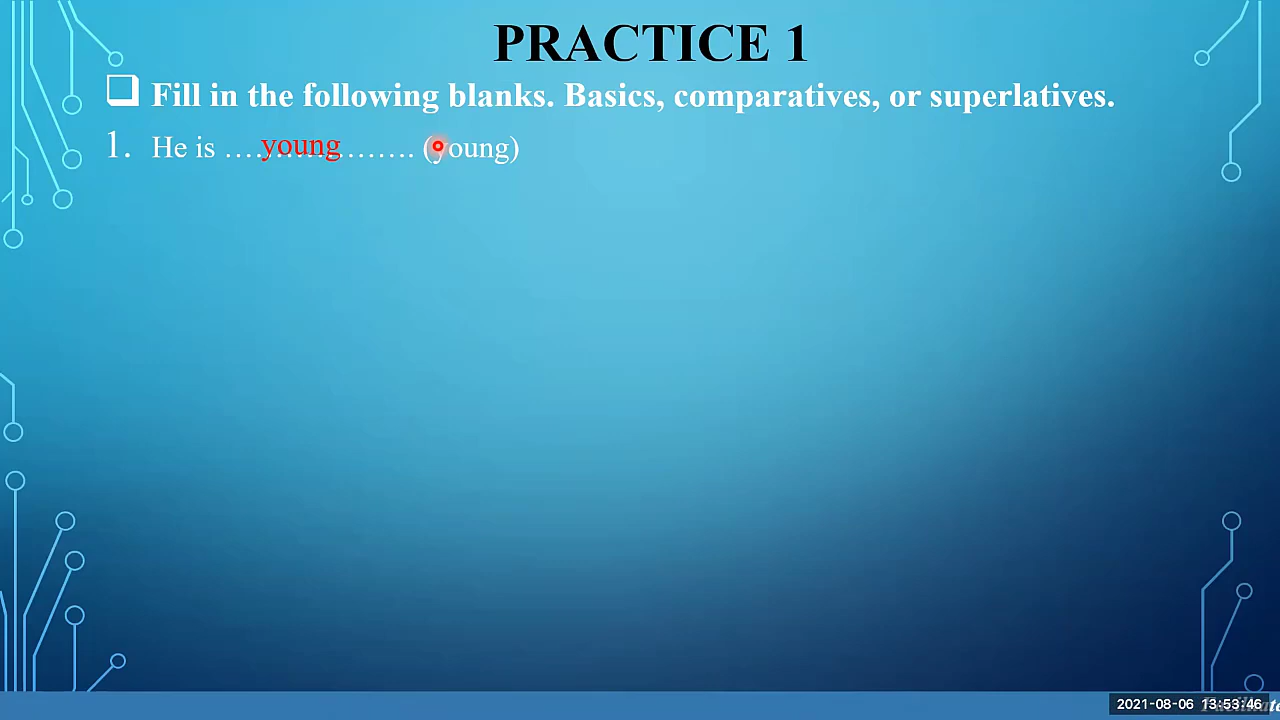 PRACTICE 1
Fill in the following blanks. Basics, comparatives, or superlatives.
1. He is ....young....... (young)
2021-08-06 13:53:46